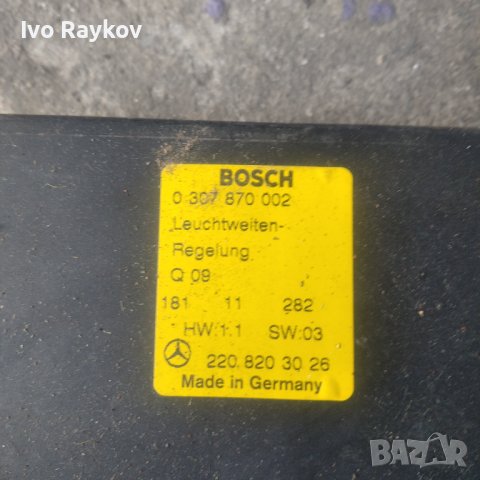 Ivo Raykov
BOSCH
0 307 870 002
Leuchtweiten-
Regelung
Q 09
181 11 282
HW:1.1 SW:03
220 820 30 26
Made in Germany
BAZAR